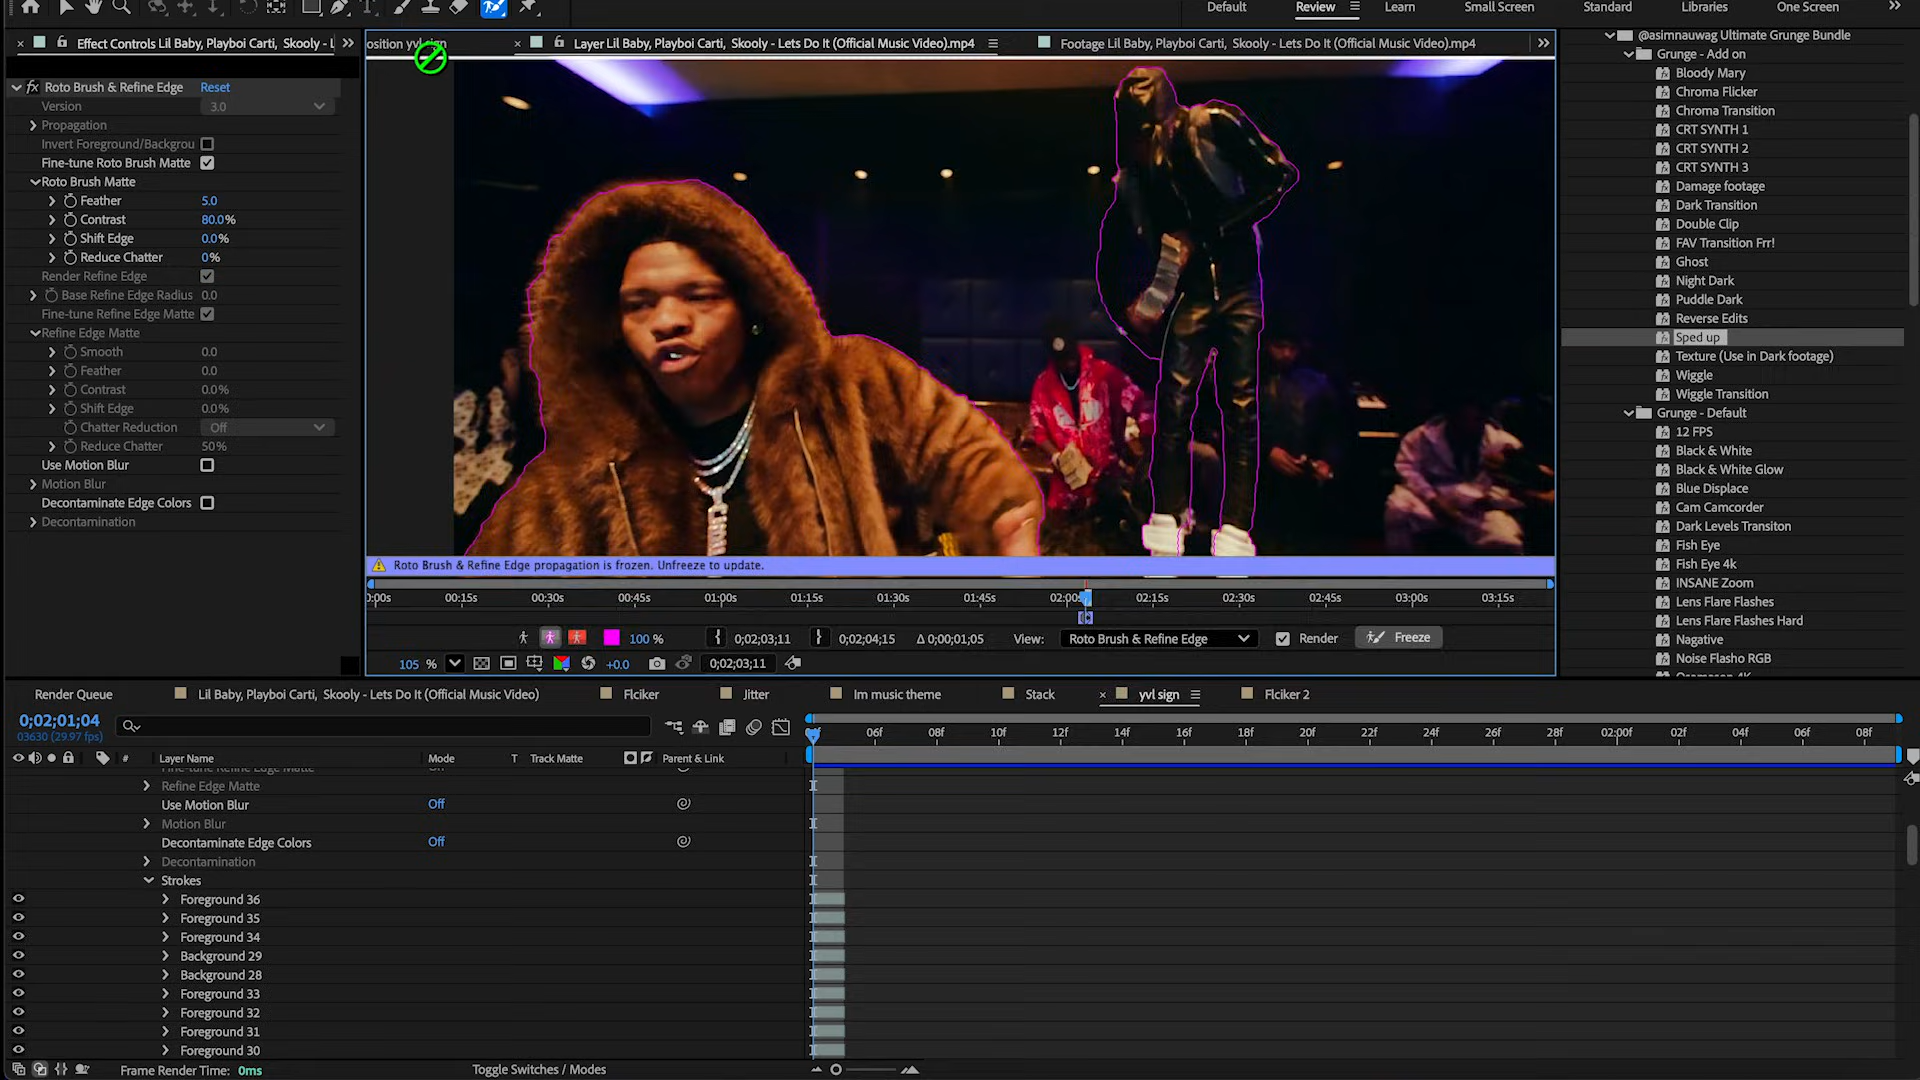 Default
Review
Learn
Small Screen
Standard
Libraries
One Screen
Effect Controls Lil Baby, Playboi Carti, Skooly - L
Layer Lil Baby, Playboi Carti, Skooly - Lets Do It (Official Music Video).mp4
Footage Lil Baby, Playboi Carti, Skooly - Lets Do It (Official Music Video).mp4
@asimnauwag Ultimate Grunge Bundle
Grunge - Add on
Bloody Mary
Chroma Flicker
Chroma Transition
CRT SYNTH 1
CRT SYNTH 2
CRT SYNTH 3
Damage footage
Dark Transition
Double Clip
FAV Transition Frr!
Ghost
Night Dark
Puddle Dark
Reverse Edits
Sped up
Texture (Use in Dark footage)
Wiggle
Wiggle Transition
Grunge - Default
12 FPS
Black & White
Black & White Glow
Blue Displace
Cam Camcorder
Dark Levels Transiton
Fish Eye
Fish Eye 4k
INSANE Zoom
Lens Flare Flashes
Lens Flare Flashes Hard
Nagative
Noise Flasho RGB
fx Roto Brush & Refine Edge Reset
Version 3.0
Propagation
Invert Foreground/Backgrou
Fine-tune Roto Brush Matte
Roto Brush Matte
Feather 5.0
Contrast 80.0%
Shift Edge 0.0%
Reduce Chatter 0%
Render Refine Edge
Base Refine Edge Radius 0.0
Fine-tune Refine Edge Matte
Refine Edge Matte
Smooth 0.0
Feather 0.0
Contrast 0.0%
Shift Edge 0.0%
Chatter Reduction Off
Reduce Chatter 50%
Use Motion Blur
Motion Blur
Decontaminate Edge Colors
Decontamination
Roto Brush & Refine Edge propagation is frozen. Unfreeze to update.
0:00s 00:15s 00:30s 00:45s 01:00s 01:15s 01:30s 01:45s 02:00s 02:15s 02:30s 02:45s 03:00s 03:15s
100 % 0;02;03;11 0;02;04;15 Δ 0;00;01;05 View: Roto Brush & Refine Edge Render Freeze
105 % +0.0 0;02;03;11
Render Queue
Lil Baby, Playboi Carti, Skooly - Lets Do It (Official Music Video)
Flciker
Jitter
Im music theme
Stack
yvl sign
Flciker 2
0;02;01;04
03630 (29.97 fps)
06f 08f 10f 12f 14f 16f 18f 20f 22f 24f 26f 28f 02:00f 02f 04f 06f 08f
# Layer Name Mode T Track Matte Parent & Link
Fine-tune Refine Edge Matte
Refine Edge Matte
Use Motion Blur Off
Motion Blur
Decontaminate Edge Colors Off
Decontamination
Strokes
Foreground 36
Foreground 35
Foreground 34
Background 29
Background 28
Foreground 33
Foreground 32
Foreground 31
Foreground 30
Frame Render Time: 0ms
Toggle Switches / Modes